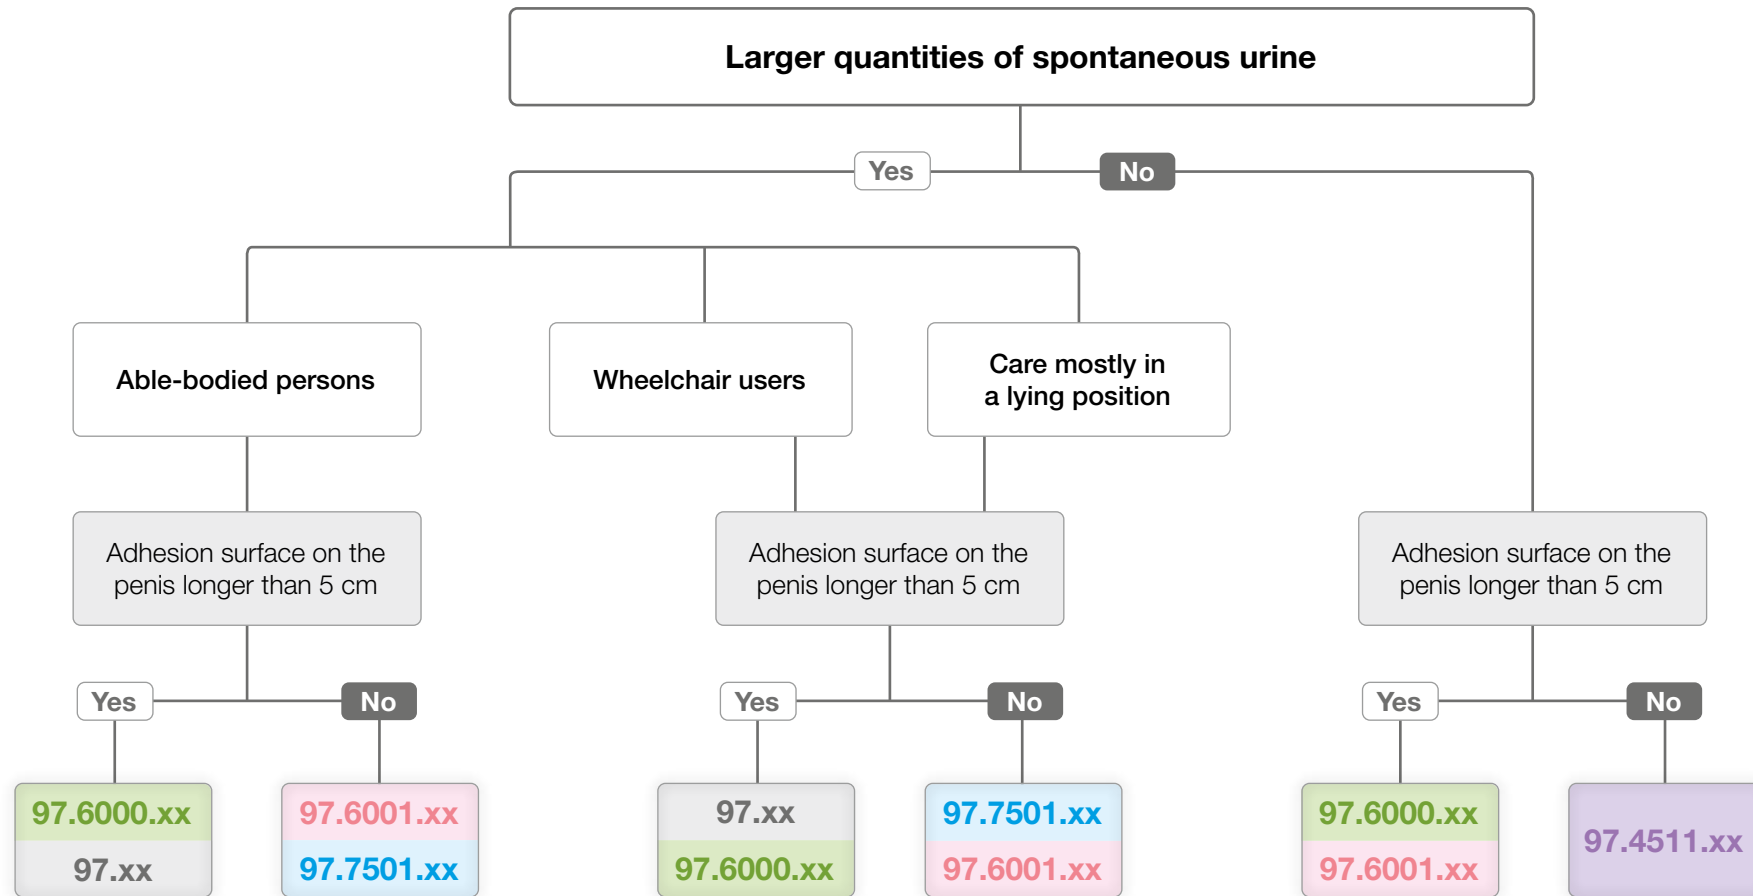 Larger quantities of spontaneous urine
Yes
No
Able-bodied persons
Wheelchair users
Care mostly in
a lying position
Adhesion surface on the
penis longer than 5 cm
Adhesion surface on the
penis longer than 5 cm
Adhesion surface on the
penis longer than 5 cm
Yes
No
Yes
No
Yes
No
97.6000.xx
97.xx
97.6001.xx
97.7501.xx
97.xx
97.6000.xx
97.7501.xx
97.6001.xx
97.6000.xx
97.6001.xx
97.4511.xx